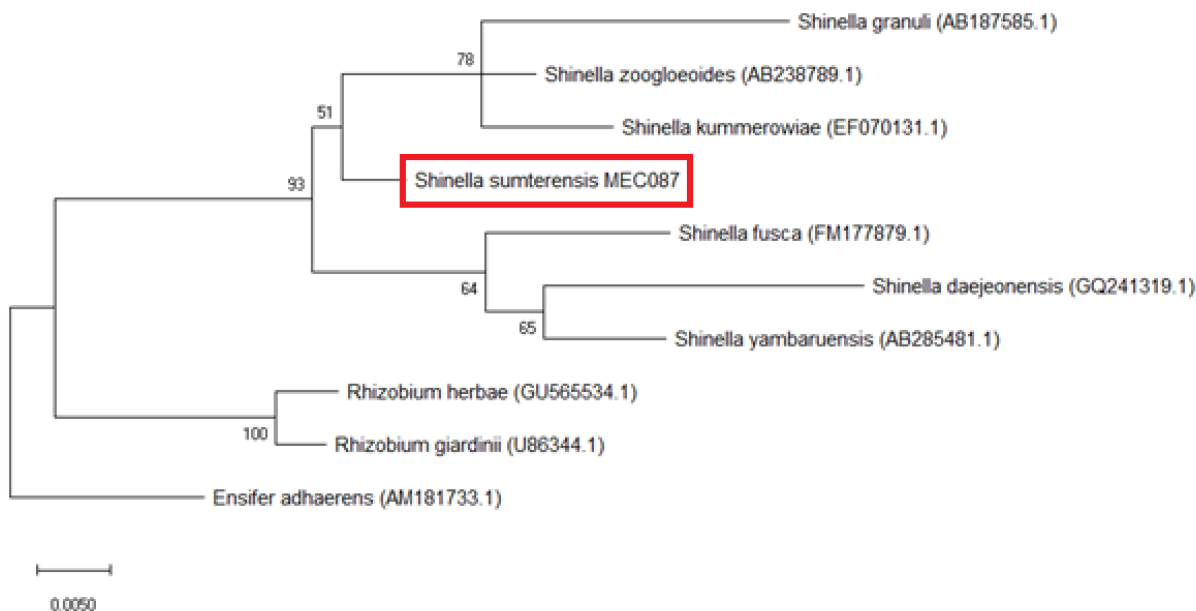 Shinella granuli (AB187585.1)
78
Shinella zoogloeoides (AB238789.1)
51
Shinella kummerowiae (EF070131.1)
93
Shinella sumterensis MEC087
Shinella fusca (FM177879.1)
64
Shinella daejeonensis (GQ241319.1)
65
Shinella yambaruensis (AB285481.1)
Rhizobium herbae (GU565534.1)
100
Rhizobium giardinii (U86344.1)
Ensifer adhaerens (AM181733.1)
0.0050